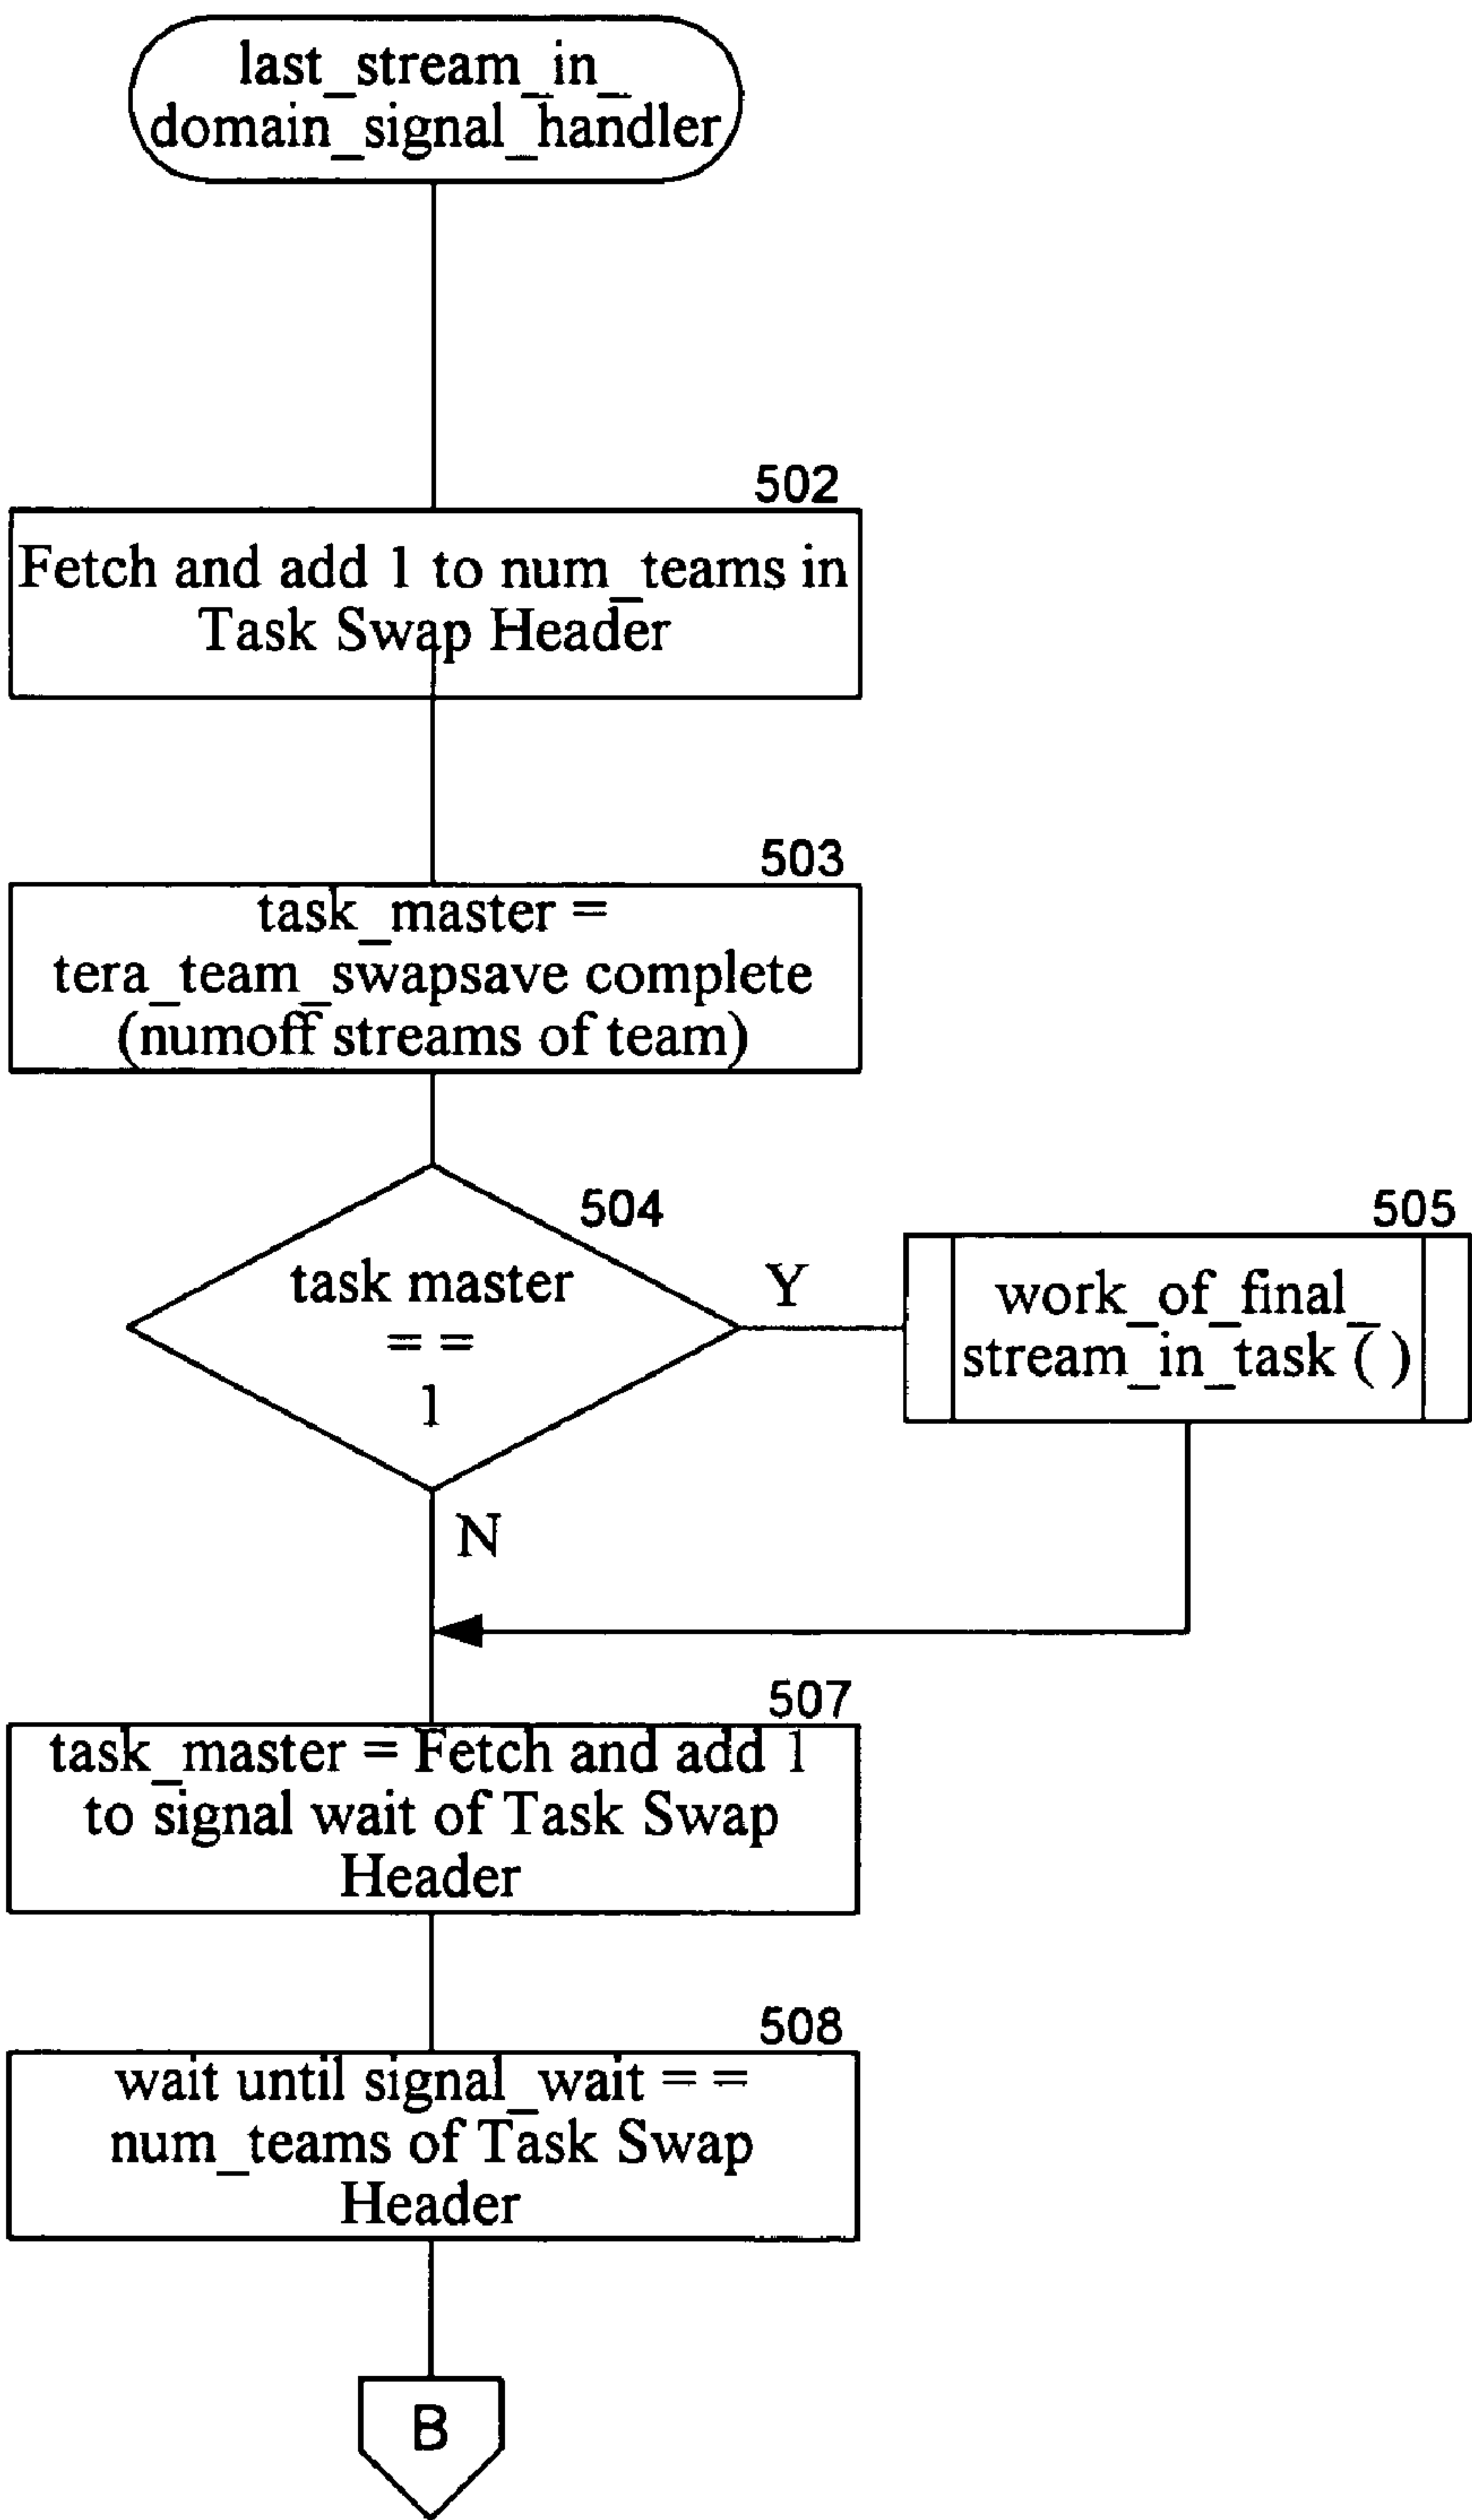 last_stream_in_
domain_signal_handler
502
Fetch and add 1 to num_teams in
Task Swap Header
503
task_master =
tera_team_swapsave complete
(numoff streams of team)
504
task master
= =
1
Y
505
work_of_final_
stream_in_task ( )
N
507
task_master = Fetch and add 1
to signal wait of Task Swap
Header
508
wait until signal_wait = =
num_teams of Task Swap
Header
B